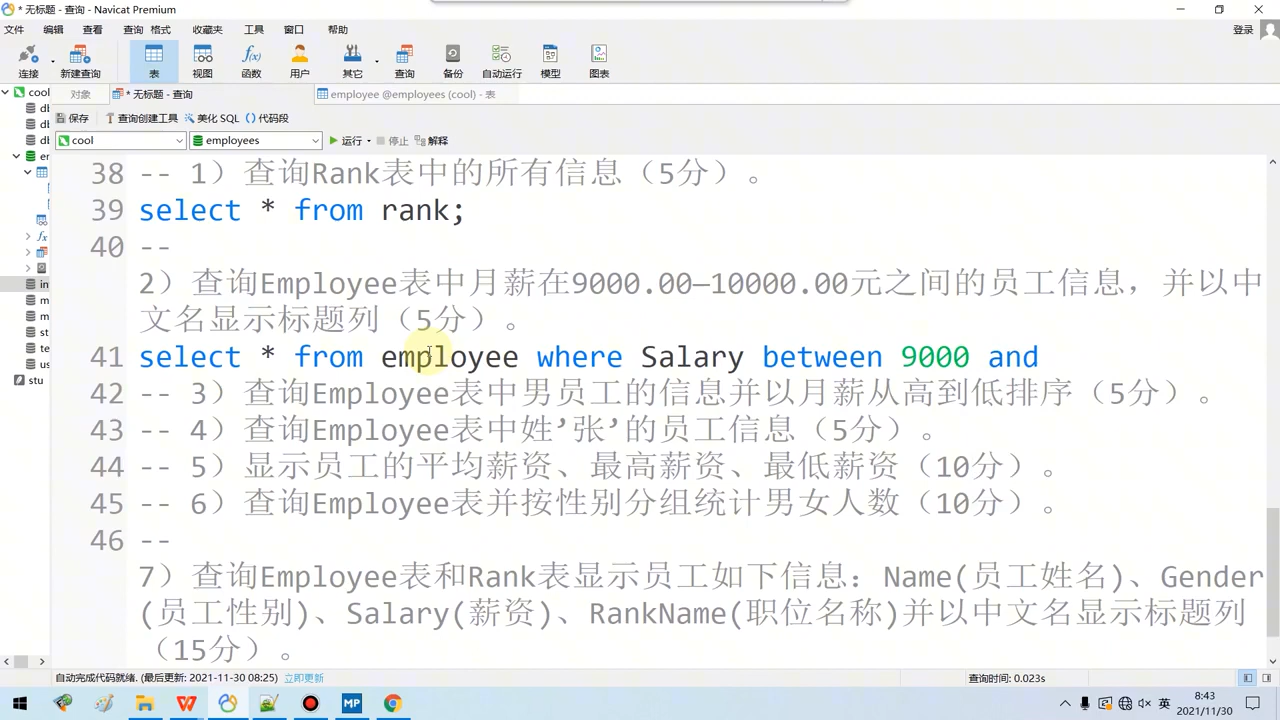 * 无标题 - 查询 - Navicat Premium
文件 编辑 查看 查询 格式 收藏夹 工具 窗口 帮助 登录
连接 新建查询 表 视图 函数 用户 其它 查询 备份 自动运行 模型 图表
cool 对象 * 无标题 - 查询 employee @employees (cool) - 表
保存 查询创建工具 美化 SQL () 代码段
cool employees 运行 停止 解释
38 -- 1）查询Rank表中的所有信息（5分）。
39 select * from rank;
40 --
2）查询Employee表中月薪在9000.00—10000.00元之间的员工信息，并以中
文名显示标题列（5分）。
41 select * from employee where Salary between 9000 and
42 -- 3）查询Employee表中男员工的信息并以月薪从高到低排序（5分）。
43 -- 4）查询Employee表中姓’张’的员工信息（5分）。
44 -- 5）显示员工的平均薪资、最高薪资、最低薪资（10分）。
45 -- 6）查询Employee表并按性别分组统计男女人数（10分）。
46 --
7）查询Employee表和Rank表显示员工如下信息：Name(员工姓名)、Gender
(员工性别)、Salary(薪资)、RankName(职位名称)并以中文名显示标题列
（15分）。
db
db
db
er
in
m
m
st
te
us
stu
自动完成代码就绪. (最后更新: 2021-11-30 08:25) 立即更新 查询时间: 0.023s
英 8:43
2021/11/30